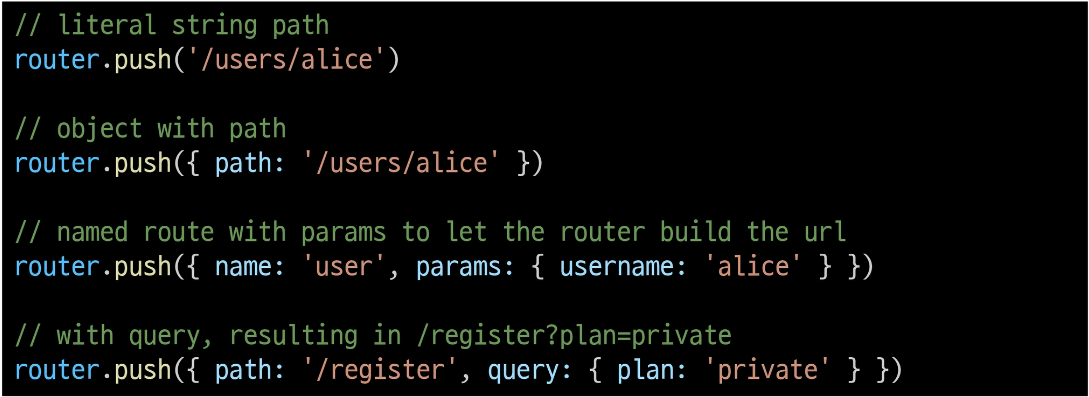 // literal string path
router.push('/users/alice')
// object with path
router.push({ path: '/users/alice' })
// named route with params to let the router build the url
router.push({ name: 'user', params: { username: 'alice' } })
// with query, resulting in /register?plan=private
router.push({ path: '/register', query: { plan: 'private' } })